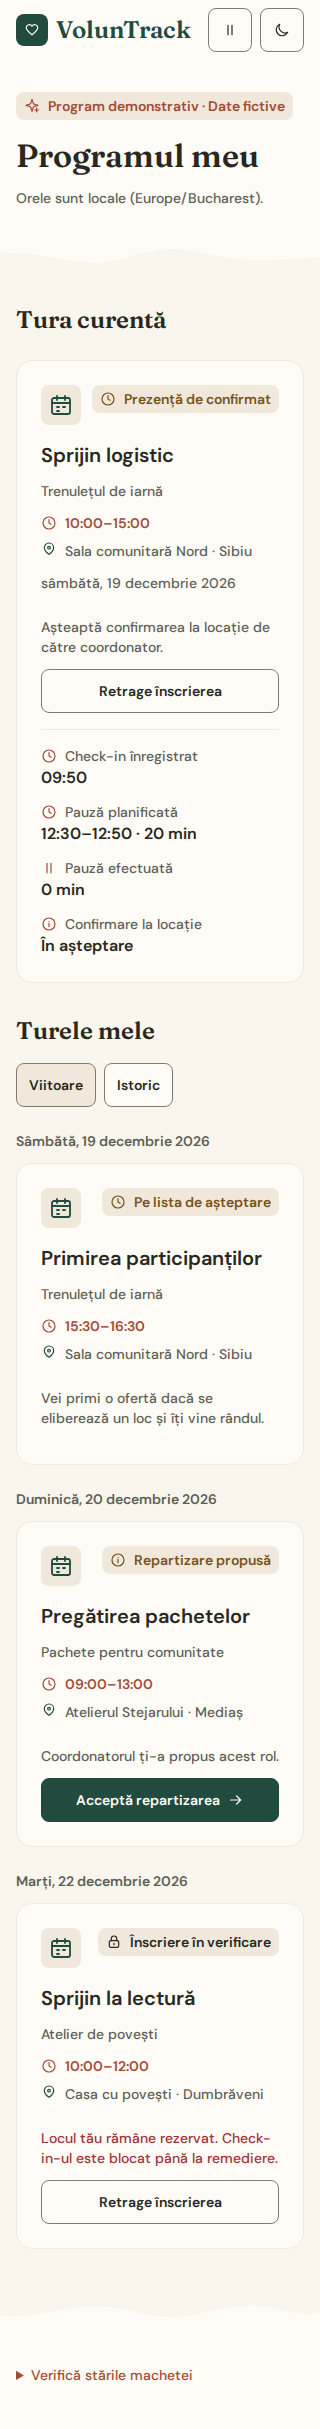 VolunTrack
Program demonstrativ · Date fictive
Programul meu
Orele sunt locale (Europe/Bucharest).
Tura curentă
Prezență de confirmat
Sprijin logistic
Trenulețul de iarnă
10:00–15:00
Sala comunitară Nord · Sibiu
sâmbătă, 19 decembrie 2026
Așteaptă confirmarea la locație de
către coordonator.
Retrage înscrierea
Check-in înregistrat
09:50
Pauză planificată
12:30–12:50 · 20 min
Pauză efectuată
0 min
Confirmare la locație
În așteptare
Turele mele
Viitoare
Istoric
Sâmbătă, 19 decembrie 2026
Pe lista de așteptare
Primirea participanților
Trenulețul de iarnă
15:30–16:30
Sala comunitară Nord · Sibiu
Vei primi o ofertă dacă se
eliberează un loc și îți vine rândul.
Duminică, 20 decembrie 2026
Repartizare propusă
Pregătirea pachetelor
Pachete pentru comunitate
09:00–13:00
Atelierul Stejarului · Mediaș
Coordonatorul ți-a propus acest rol.
Acceptă repartizarea
Marți, 22 decembrie 2026
Înscriere în verificare
Sprijin la lectură
Atelier de povești
10:00–12:00
Casa cu povești · Dumbrăveni
Locul tău rămâne rezervat. Check-
in-ul este blocat până la remediere.
Retrage înscrierea
Verifică stările machetei